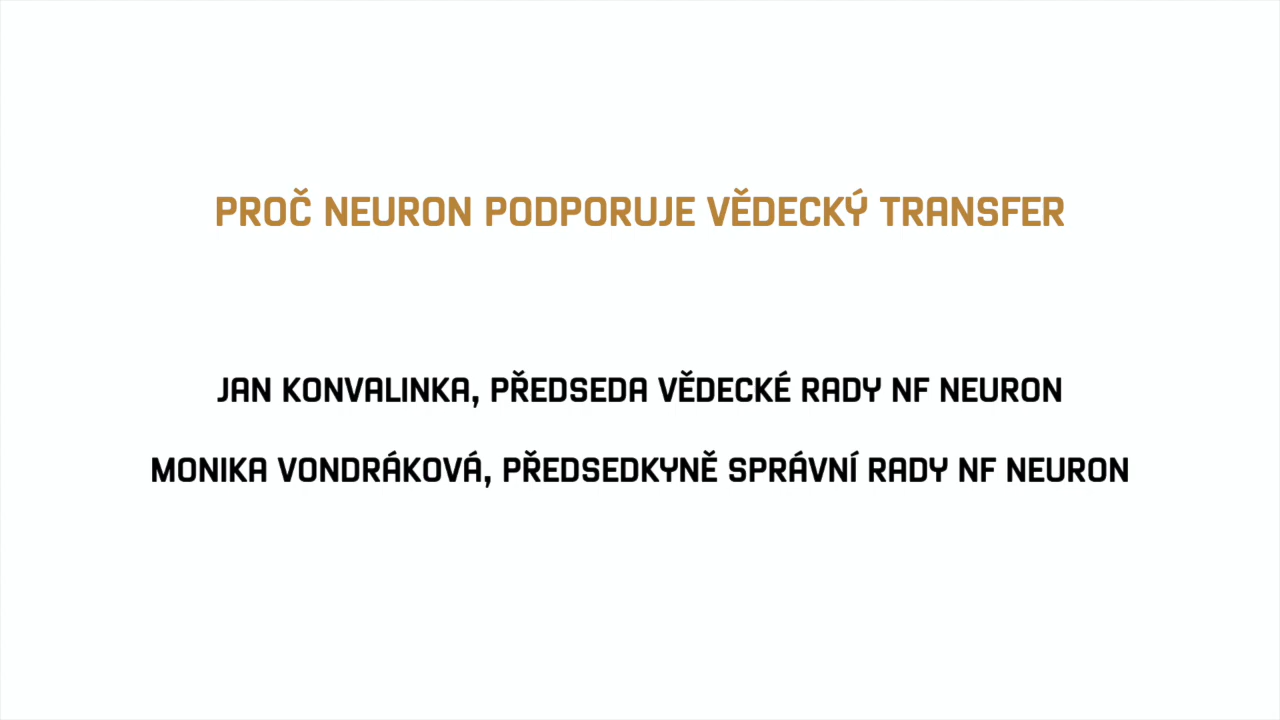 PROČ NEURON PODPORUJE VĚDECKÝ TRANSFER
JAN KONVALINKA, PŘEDSEDA VĚDECKÉ RADY NF NEURON
MONIKA VONDRÁKOVÁ, PŘEDSEDKYNĚ SPRÁVNÍ RADY NF NEURON